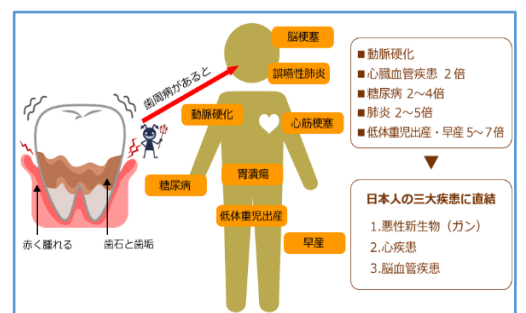 脳梗塞
誤嚥性肺炎
歯周病があると
動脈硬化
心筋梗塞
胃潰瘍
糖尿病
低体重児出産
早産
赤く腫れる
歯石と歯垢
■動脈硬化
■心臓血管疾患 2倍
■糖尿病 2～4倍
■肺炎 2～5倍
■低体重児出産・早産 5～7倍
日本人の三大疾患に直結
1.悪性新生物（ガン）
2.心疾患
3.脳血管疾患